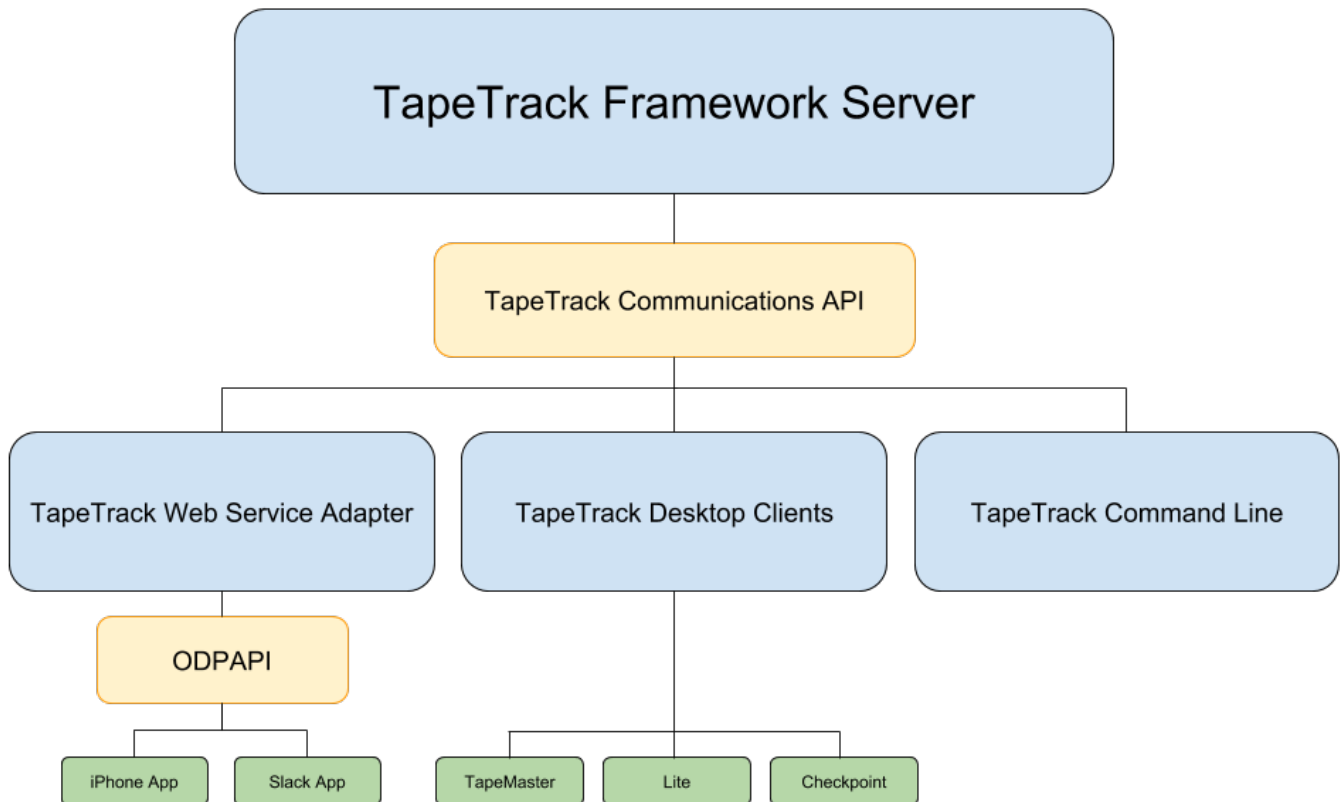 TapeTrack Framework Server
TapeTrack Communications API
TapeTrack Web Service Adapter
TapeTrack Desktop Clients
TapeTrack Command Line
ODPAPI
iPhone App
Slack App
TapeMaster
Lite
Checkpoint